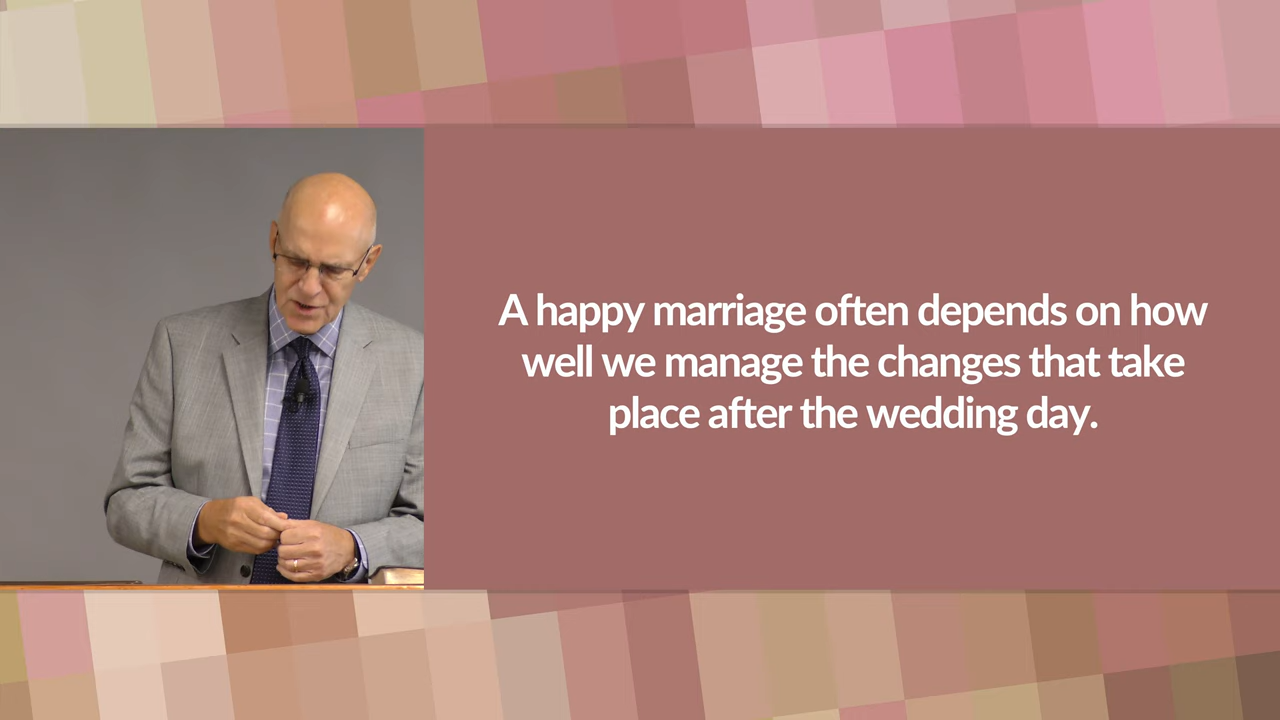 A happy marriage often depends on how
well we manage the changes that take
place after the wedding day.